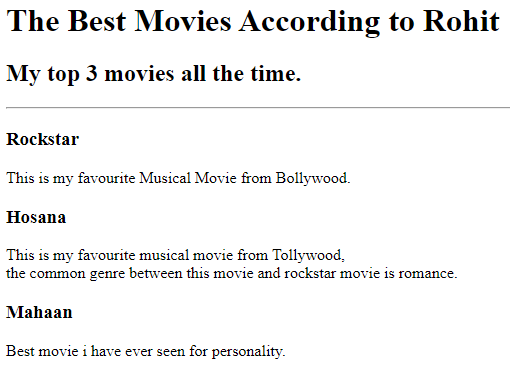 The Best Movies According to Rohit
My top 3 movies all the time.
Rockstar
This is my favourite Musical Movie from Bollywood.
Hosana
This is my favourite musical movie from Tollywood,
the common genre between this movie and rockstar movie is romance.
Mahaan
Best movie i have ever seen for personality.